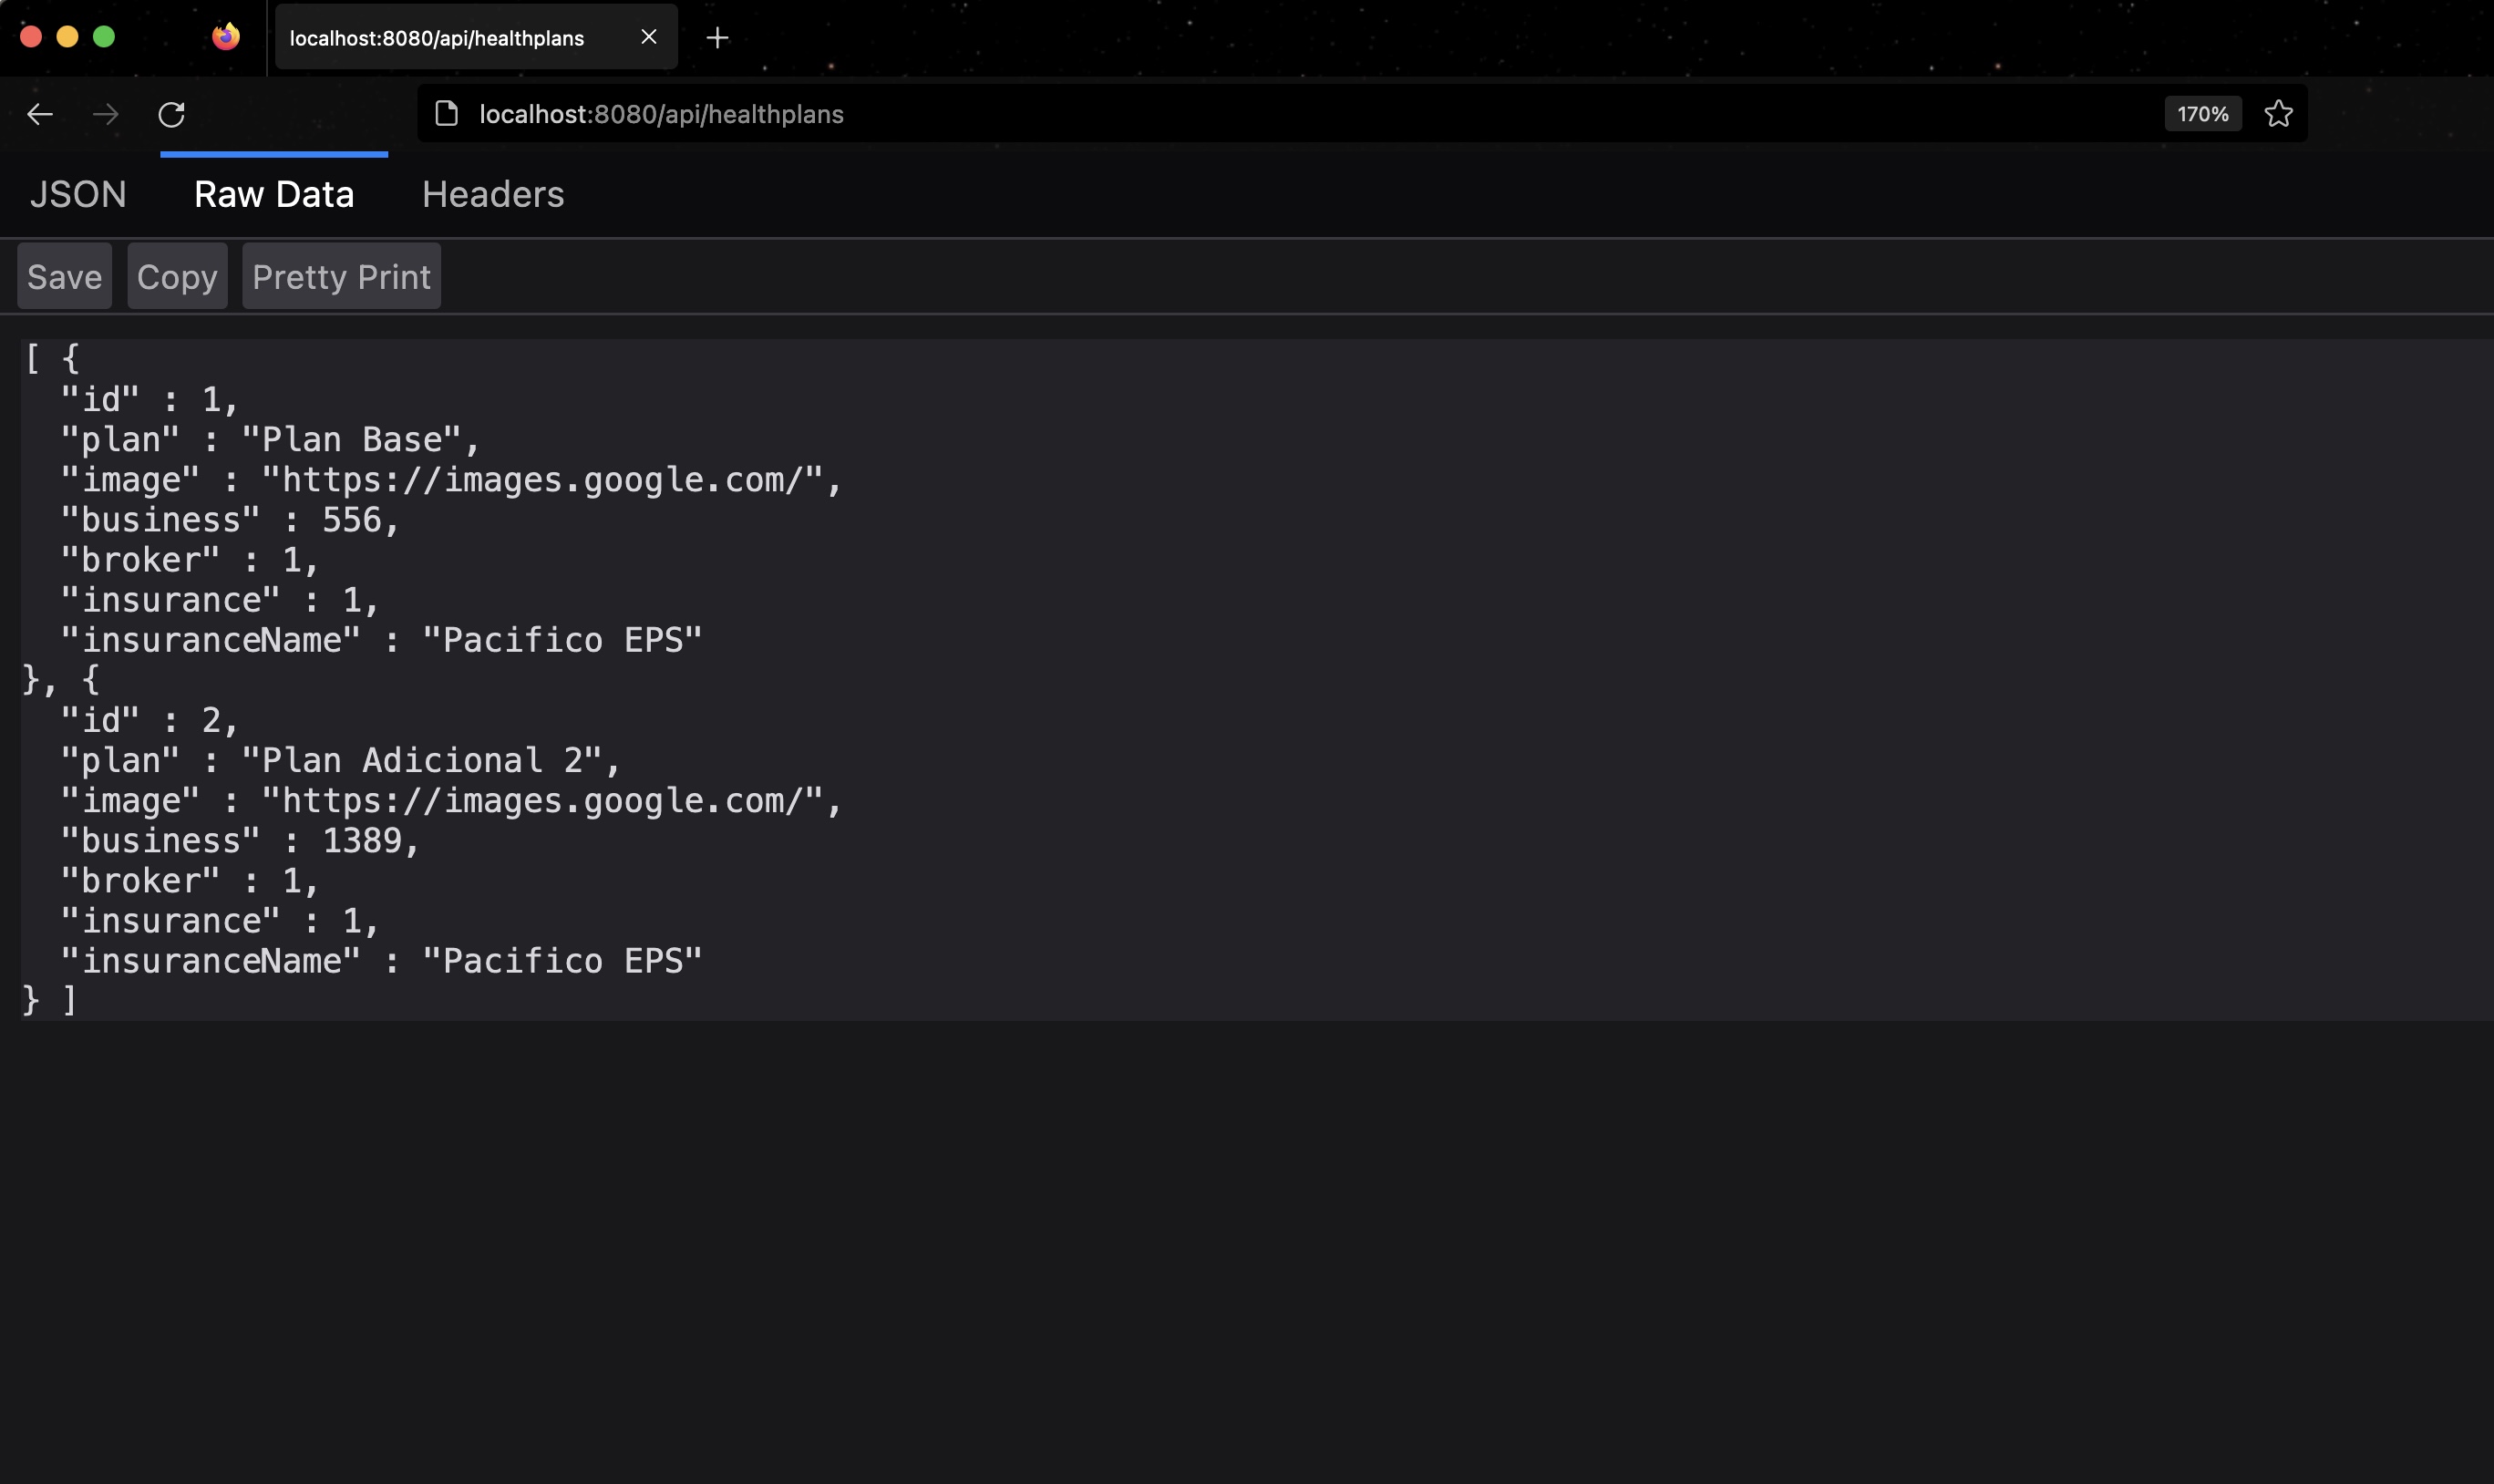 localhost:8080/api/healthplans
localhost:8080/api/healthplans 170%
JSON Raw Data Headers
Save Copy Pretty Print
[ {
  "id" : 1,
  "plan" : "Plan Base",
  "image" : "https://images.google.com/",
  "business" : 556,
  "broker" : 1,
  "insurance" : 1,
  "insuranceName" : "Pacifico EPS"
}, {
  "id" : 2,
  "plan" : "Plan Adicional 2",
  "image" : "https://images.google.com/",
  "business" : 1389,
  "broker" : 1,
  "insurance" : 1,
  "insuranceName" : "Pacifico EPS"
} ]